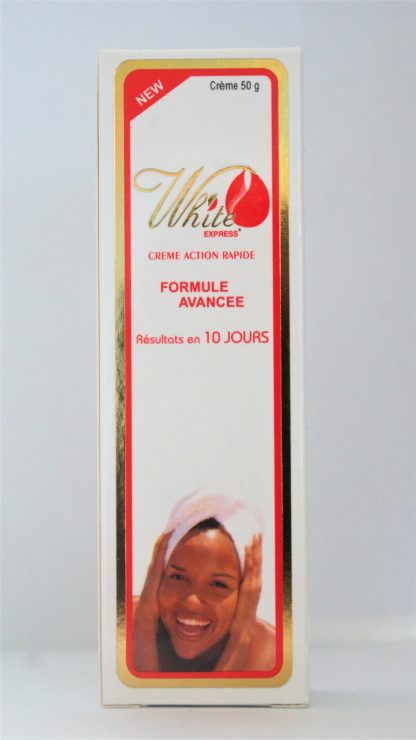 NEW
Crème 50 g
White
EXPRESS®
CREME ACTION RAPIDE
FORMULE
AVANCEE
Résultats en 10 JOURS